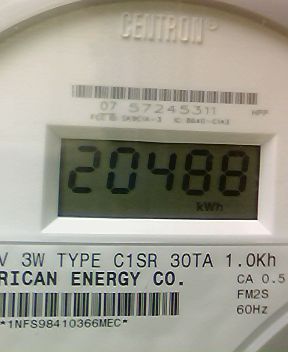 CENTRON®
07 57245311
20488
kWh
V 3W TYPE C1SR 30TA 1.0Kh
RICAN ENERGY CO. CA 0.5
FM2S
60Hz
*1NFS98410366MEC*